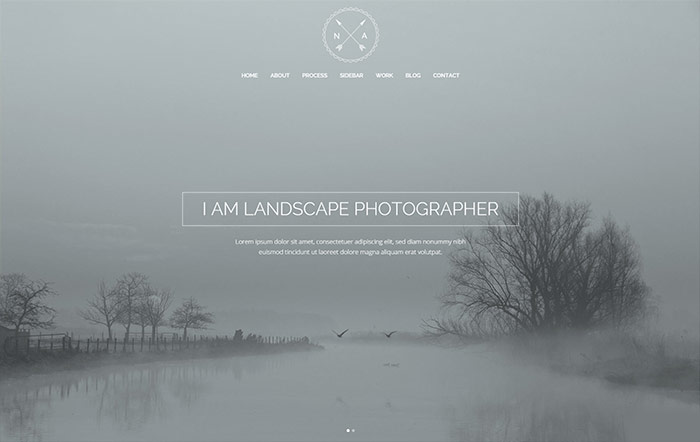 N A
HOME ABOUT PROCESS SIDEBAR WORK BLOG CONTACT
I AM LANDSCAPE PHOTOGRAPHER
Lorem ipsum dolor sit amet, consectetuer adipiscing elit, sed diam nonummy nibh
euismod tincidunt ut laoreet dolore magna aliquam erat volutpat.